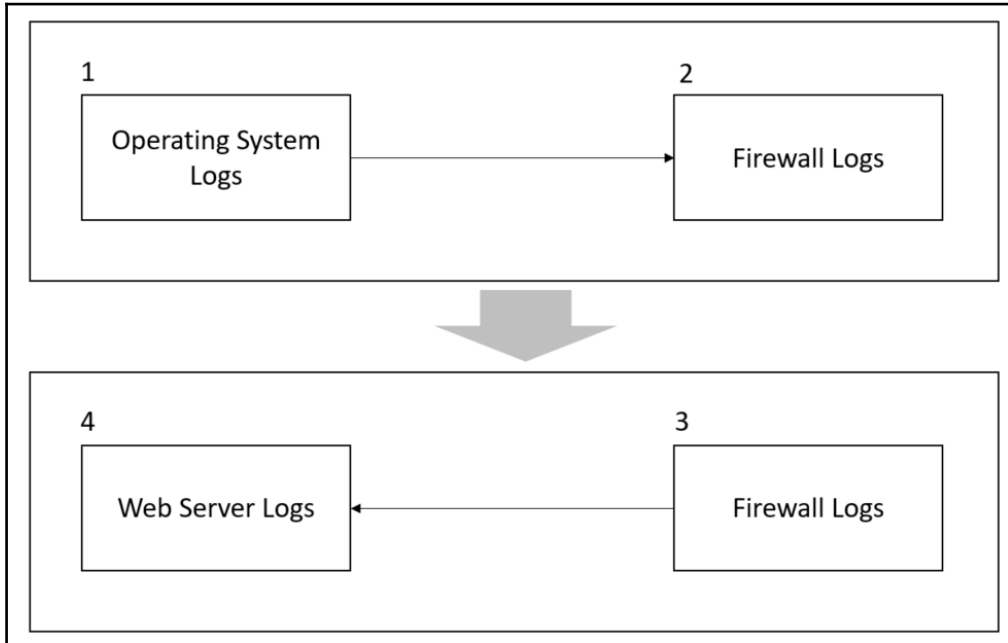 1
Operating System
Logs
2
Firewall Logs
4
Web Server Logs
3
Firewall Logs